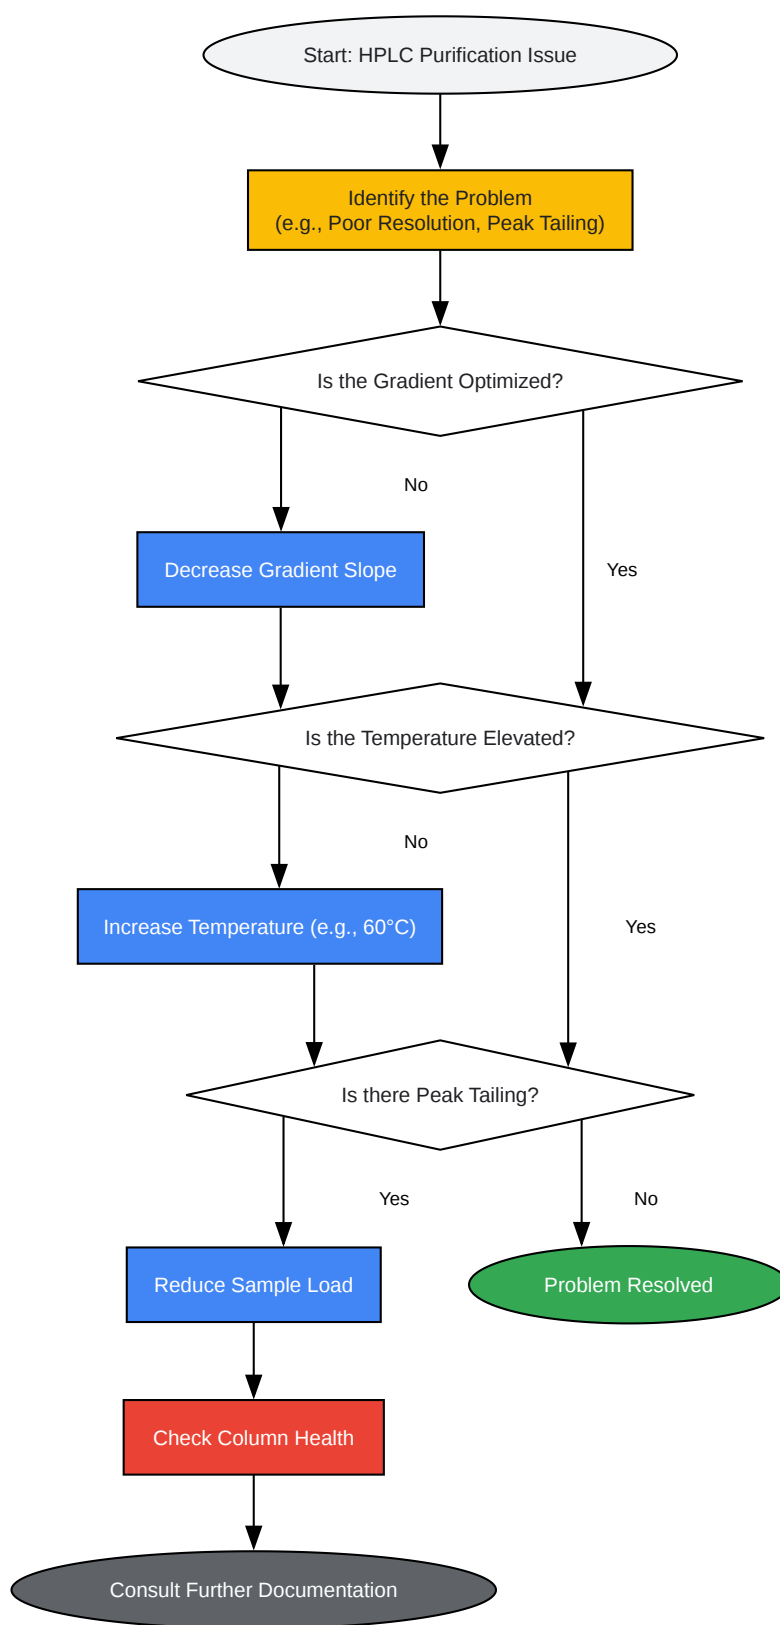 Start: HPLC Purification Issue
Identify the Problem
(e.g., Poor Resolution, Peak Tailing)
Is the Gradient Optimized?
No
Decrease Gradient Slope
Yes
Is the Temperature Elevated?
No
Increase Temperature (e.g., 60°C)
Yes
Is there Peak Tailing?
Yes
No
Reduce Sample Load
Problem Resolved
Check Column Health
Consult Further Documentation